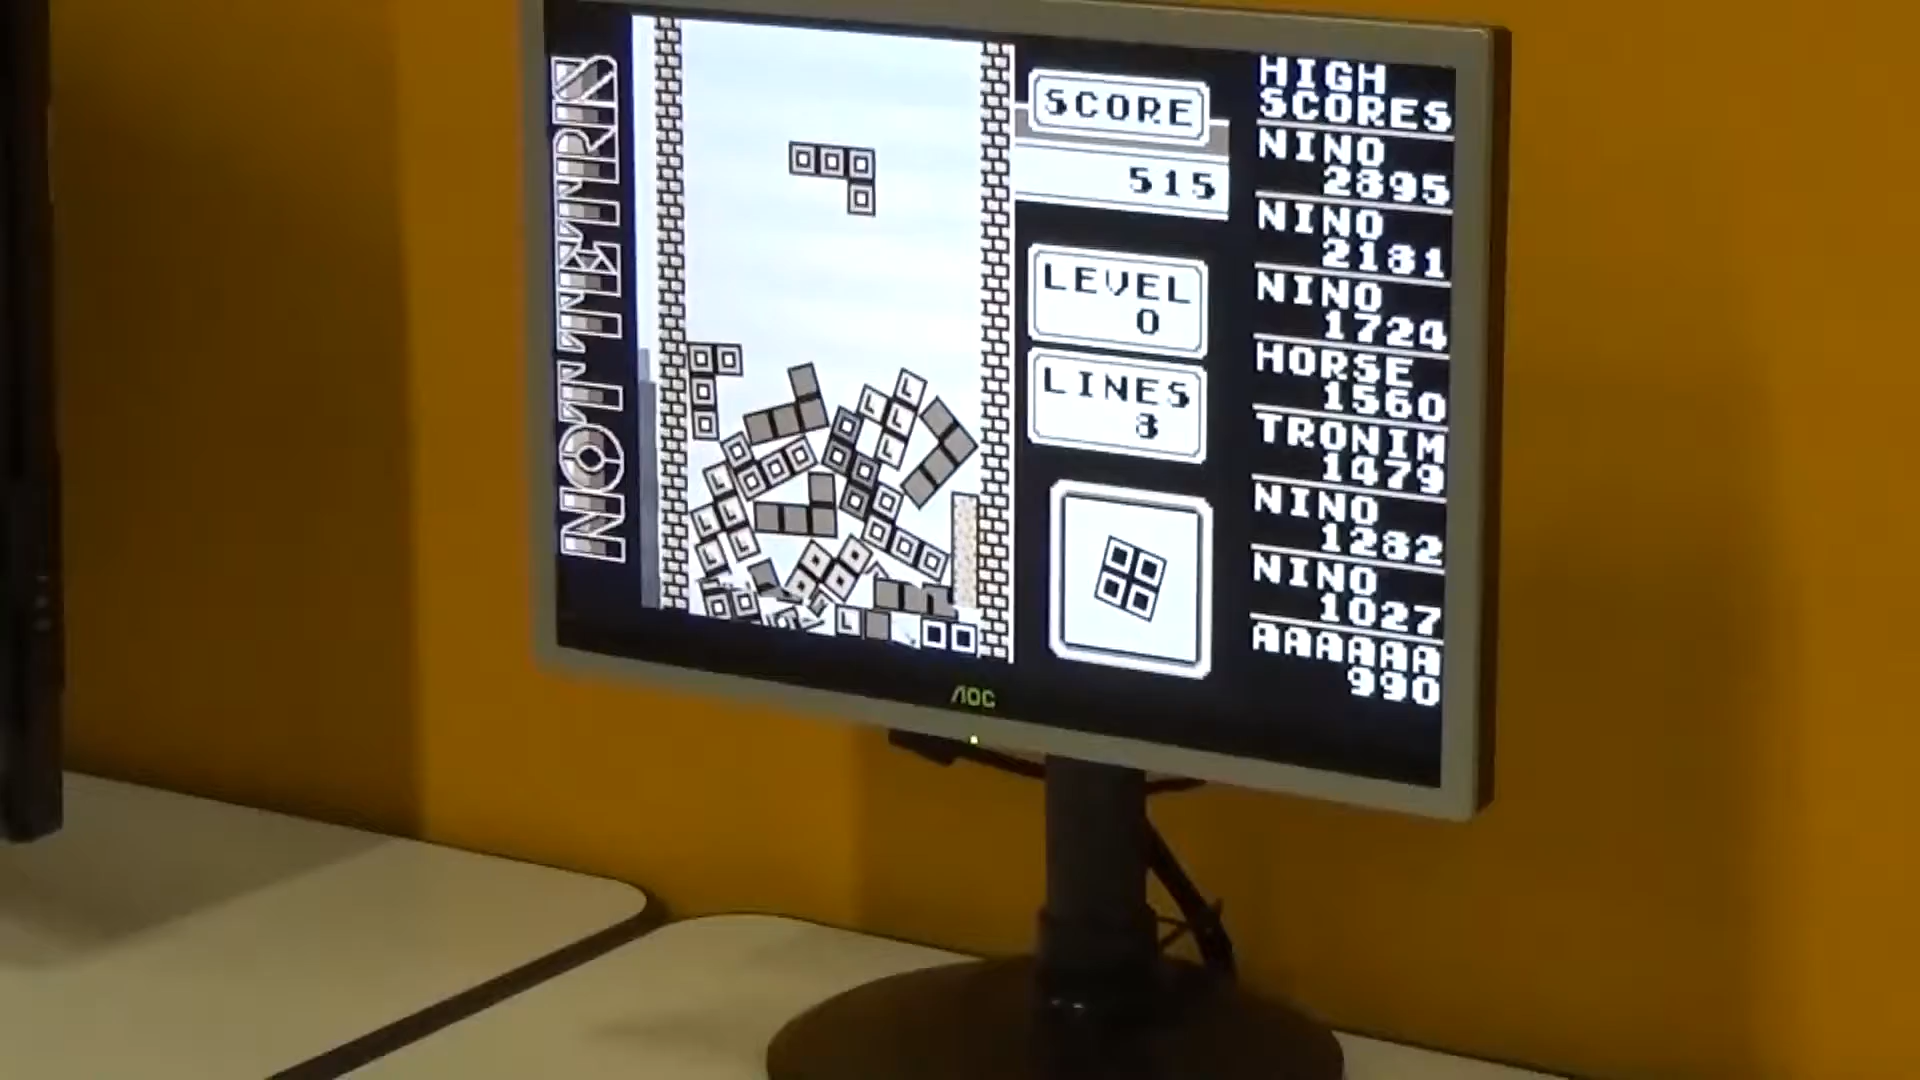 NOT TETRIS
SCORE
515
LEVEL
0
LINES
8
HIGH
SCORES
NINO
2895
NINO
2181
NINO
1724
HORSE
1560
TRONIM
1479
NINO
1282
NINO
1027
AAAAAA
990
AOC